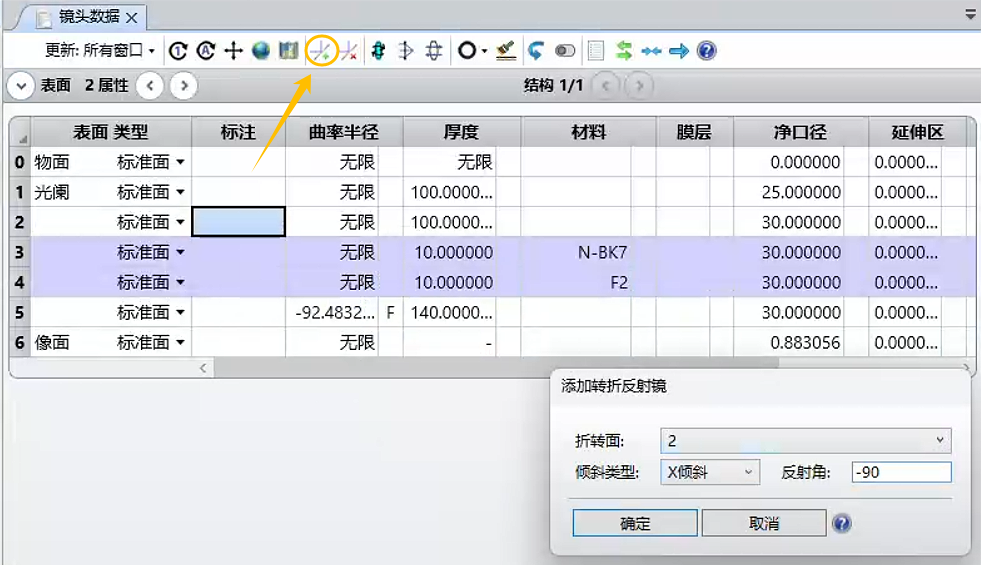 镜头数据
更新: 所有窗口
表面 2 属性 结构 1/1
表面 类型 标注 曲率半径 厚度 材料 膜层 净口径 延伸区
0 物面 标准面 无限 无限 0.000000 0.0000...
1 光阑 标准面 无限 100.0000... 25.000000 0.0000...
2 标准面 无限 100.0000... 30.000000 0.0000...
3 标准面 无限 10.000000 N-BK7 30.000000 0.0000...
4 标准面 无限 10.000000 F2 30.000000 0.0000...
5 标准面 -92.4832... F 140.0000... 30.000000 0.0000...
6 像面 标准面 无限 - 0.883056 0.0000...
添加转折反射镜
折转面: 2
倾斜类型: X倾斜 反射角: -90
确定 取消